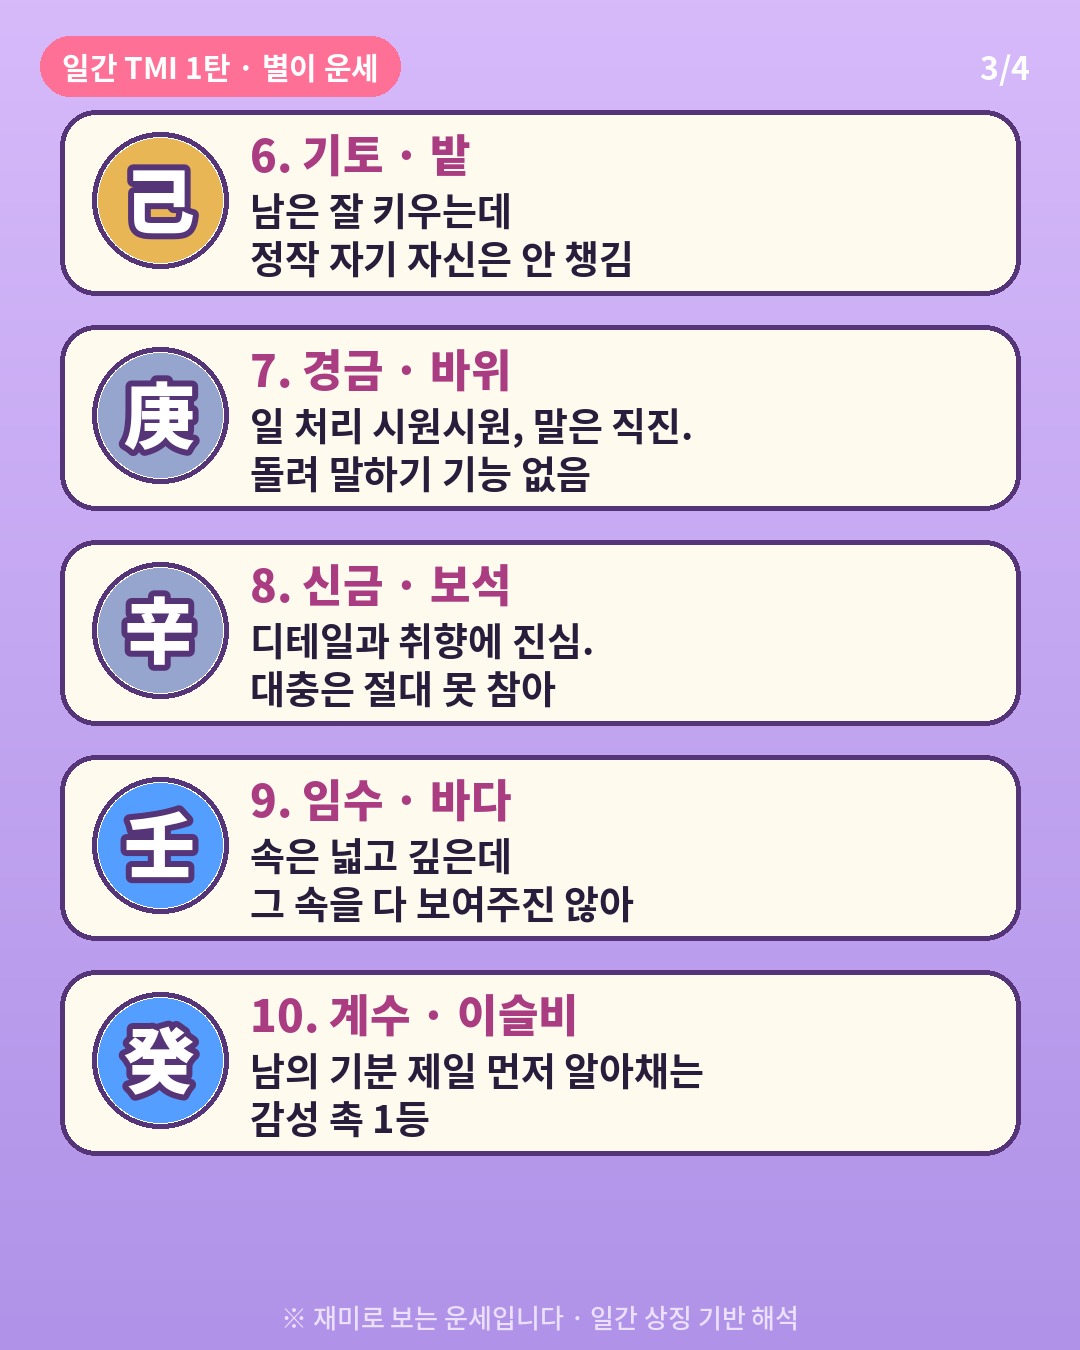 일간 TMI 1탄 · 별이 운세
3/4
己
6. 기토 · 밭
남은 잘 키우는데
정작 자기 자신은 안 챙김
庚
7. 경금 · 바위
일 처리 시원시원, 말은 직진.
돌려 말하기 기능 없음
辛
8. 신금 · 보석
디테일과 취향에 진심.
대충은 절대 못 참아
壬
9. 임수 · 바다
속은 넓고 깊은데
그 속을 다 보여주진 않아
癸
10. 계수 · 이슬비
남의 기분 제일 먼저 알아채는
감성 촉 1등
※ 재미로 보는 운세입니다 · 일간 상징 기반 해석